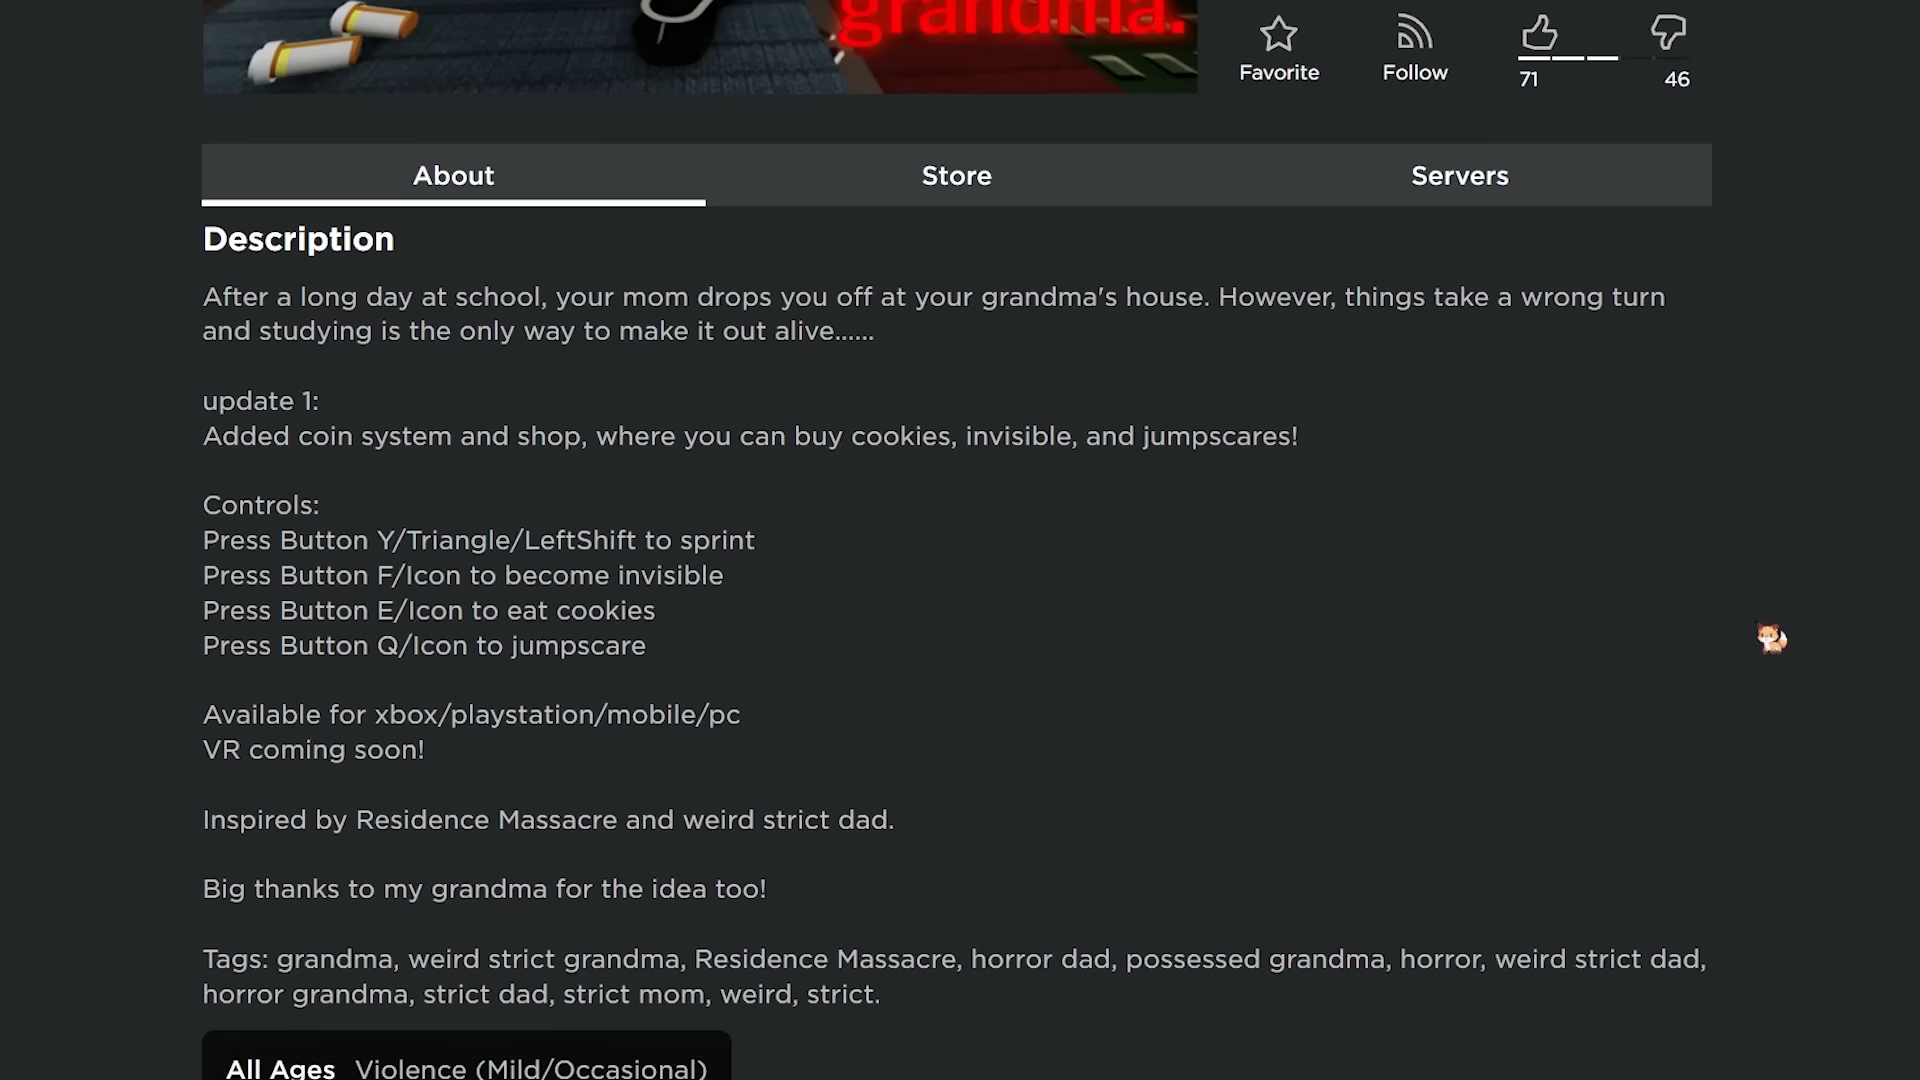 grandma.
Favorite
Follow
71
46
About
Store
Servers
Description
After a long day at school, your mom drops you off at your grandma's house. However, things take a wrong turn
and studying is the only way to make it out alive......
update 1:
Added coin system and shop, where you can buy cookies, invisible, and jumpscares!
Controls:
Press Button Y/Triangle/LeftShift to sprint
Press Button F/Icon to become invisible
Press Button E/Icon to eat cookies
Press Button Q/Icon to jumpscare
Available for xbox/playstation/mobile/pc
VR coming soon!
Inspired by Residence Massacre and weird strict dad.
Big thanks to my grandma for the idea too!
Tags: grandma, weird strict grandma, Residence Massacre, horror dad, possessed grandma, horror, weird strict dad,
horror grandma, strict dad, strict mom, weird, strict.
All Ages Violence (Mild/Occasional)